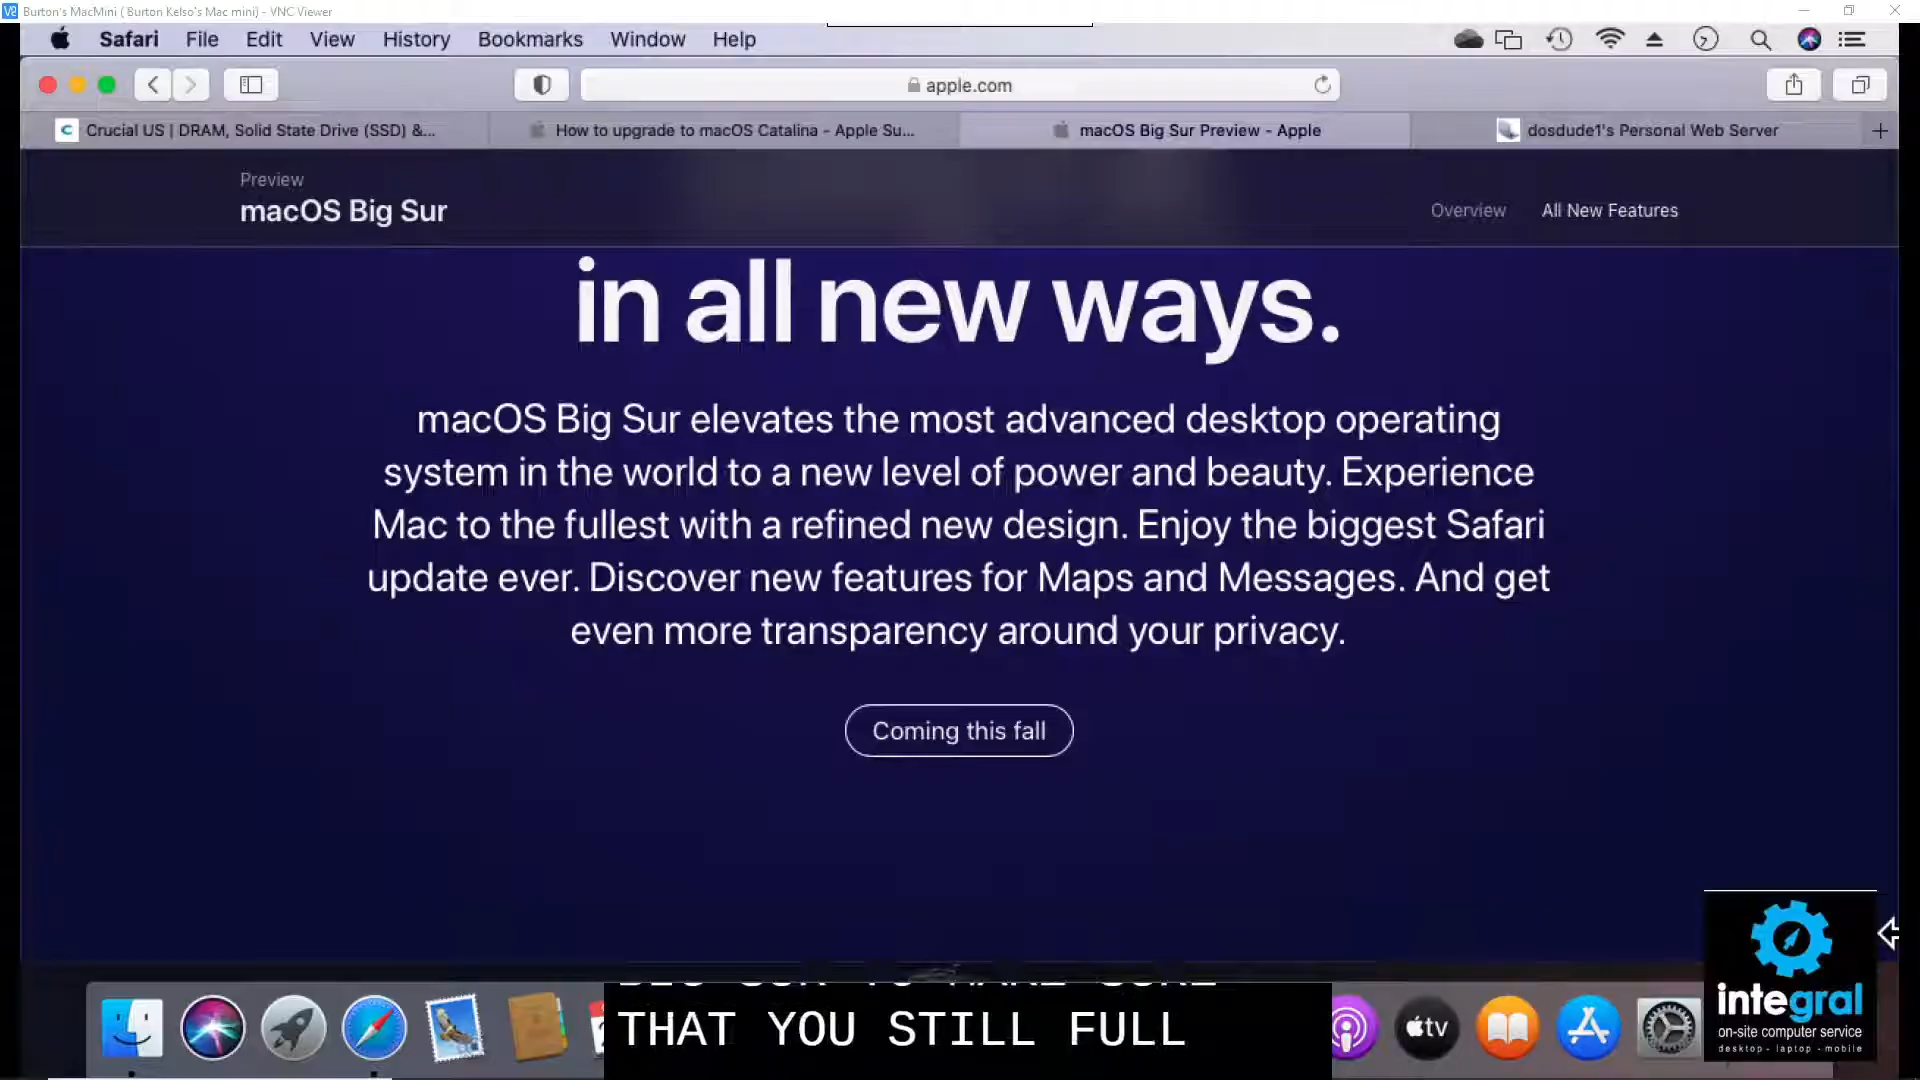 Burton's MacMini ( Burton Kelso's Mac mini) - VNC Viewer
Safari File Edit View History Bookmarks Window Help
apple.com
Crucial US | DRAM, Solid State Drive (SSD) &... How to upgrade to macOS Catalina - Apple Su... macOS Big Sur Preview - Apple dosdude1's Personal Web Server
Preview
macOS Big Sur
Overview All New Features
in all new ways.
macOS Big Sur elevates the most advanced desktop operating
system in the world to a new level of power and beauty. Experience
Mac to the fullest with a refined new design. Enjoy the biggest Safari
update ever. Discover new features for Maps and Messages. And get
even more transparency around your privacy.
Coming this fall
THAT YOU STILL FULL
tv
integral
on-site computer service
desktop - laptop - mobile